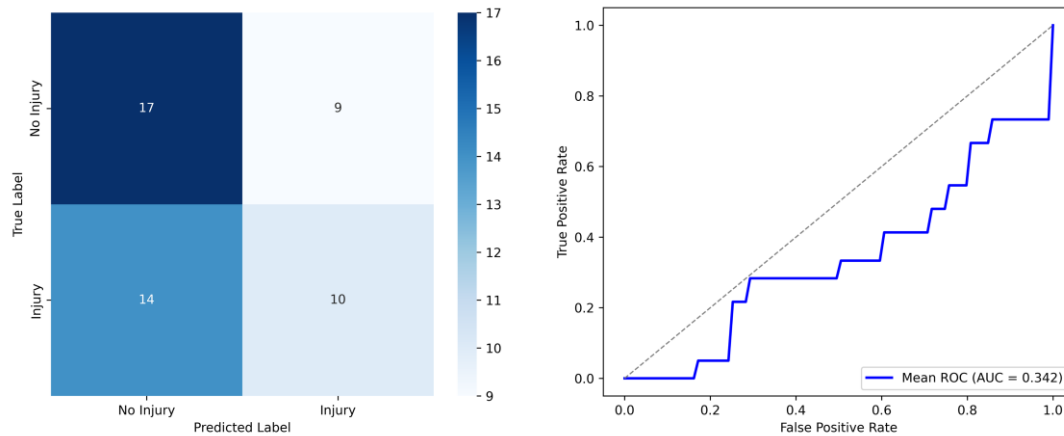 No Injury
Injury
True Label
17
9
14
10
No Injury
Injury
Predicted Label
17
16
15
14
13
12
11
10
9
True Positive Rate
1.0
0.8
0.6
0.4
0.2
0.0
Mean ROC (AUC = 0.342)
0.0
0.2
0.4
0.6
0.8
1.0
False Positive Rate